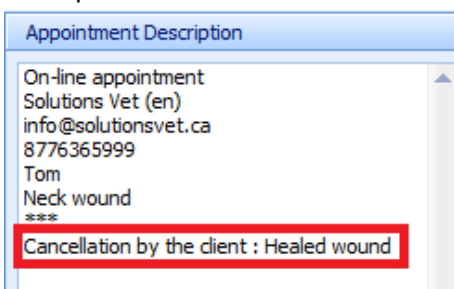 Appointment Description
On-line appointment
Solutions Vet (en)
info@solutionsvet.ca
8776365999
Tom
Neck wound
***
Cancellation by the client : Healed wound